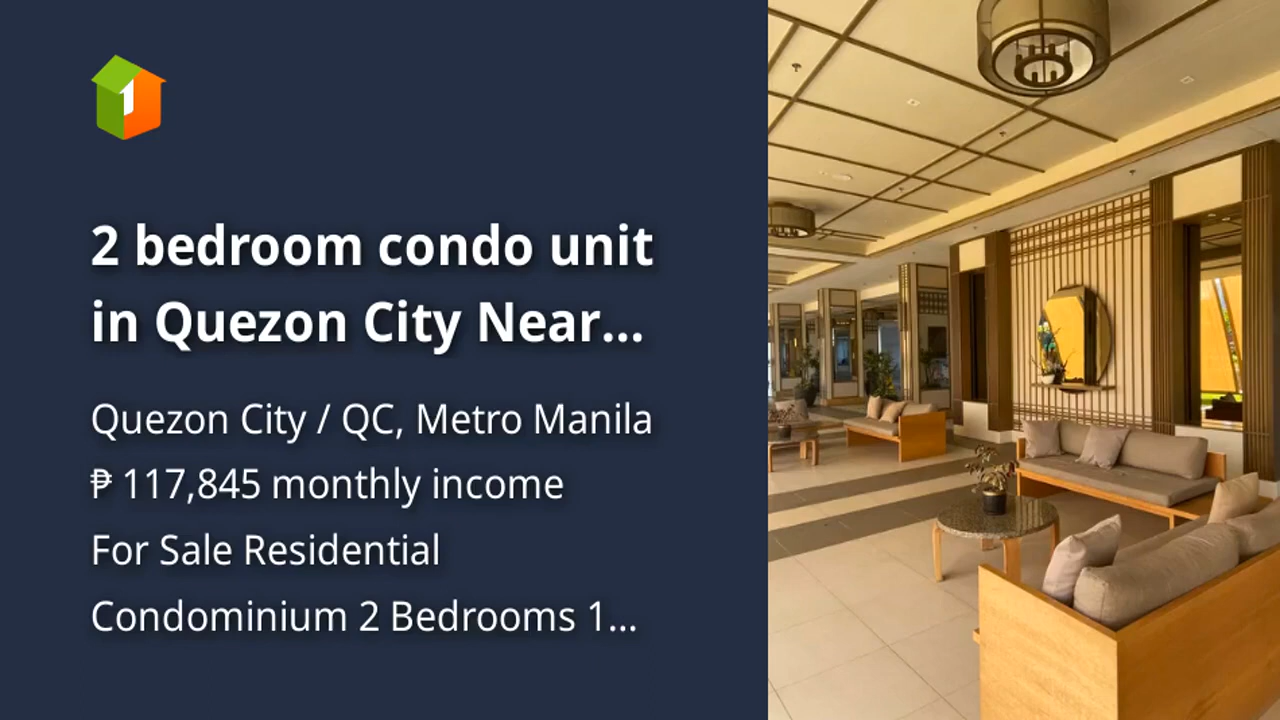 2 bedroom condo unit
in Quezon City Near...
Quezon City / QC, Metro Manila
₱ 117,845 monthly income
For Sale Residential
Condominium 2 Bedrooms 1...